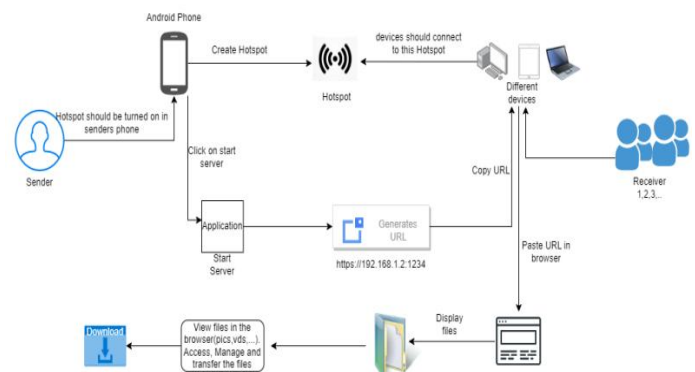 Android Phone
Create Hotspot
devices should connect
to this Hotspot
Hotspot
Different
devices
Hotspot should be turned on in
senders phone
Sender
Click on start
server
Copy URL
Receiver
1,2,3,..
Application
Start
Server
Generates
URL
https://192.168.1.2:1234
Paste URL in
browser
Display
files
View files in the
browser(pics,vds,...).
Access, Manage and
transfer the files
Download